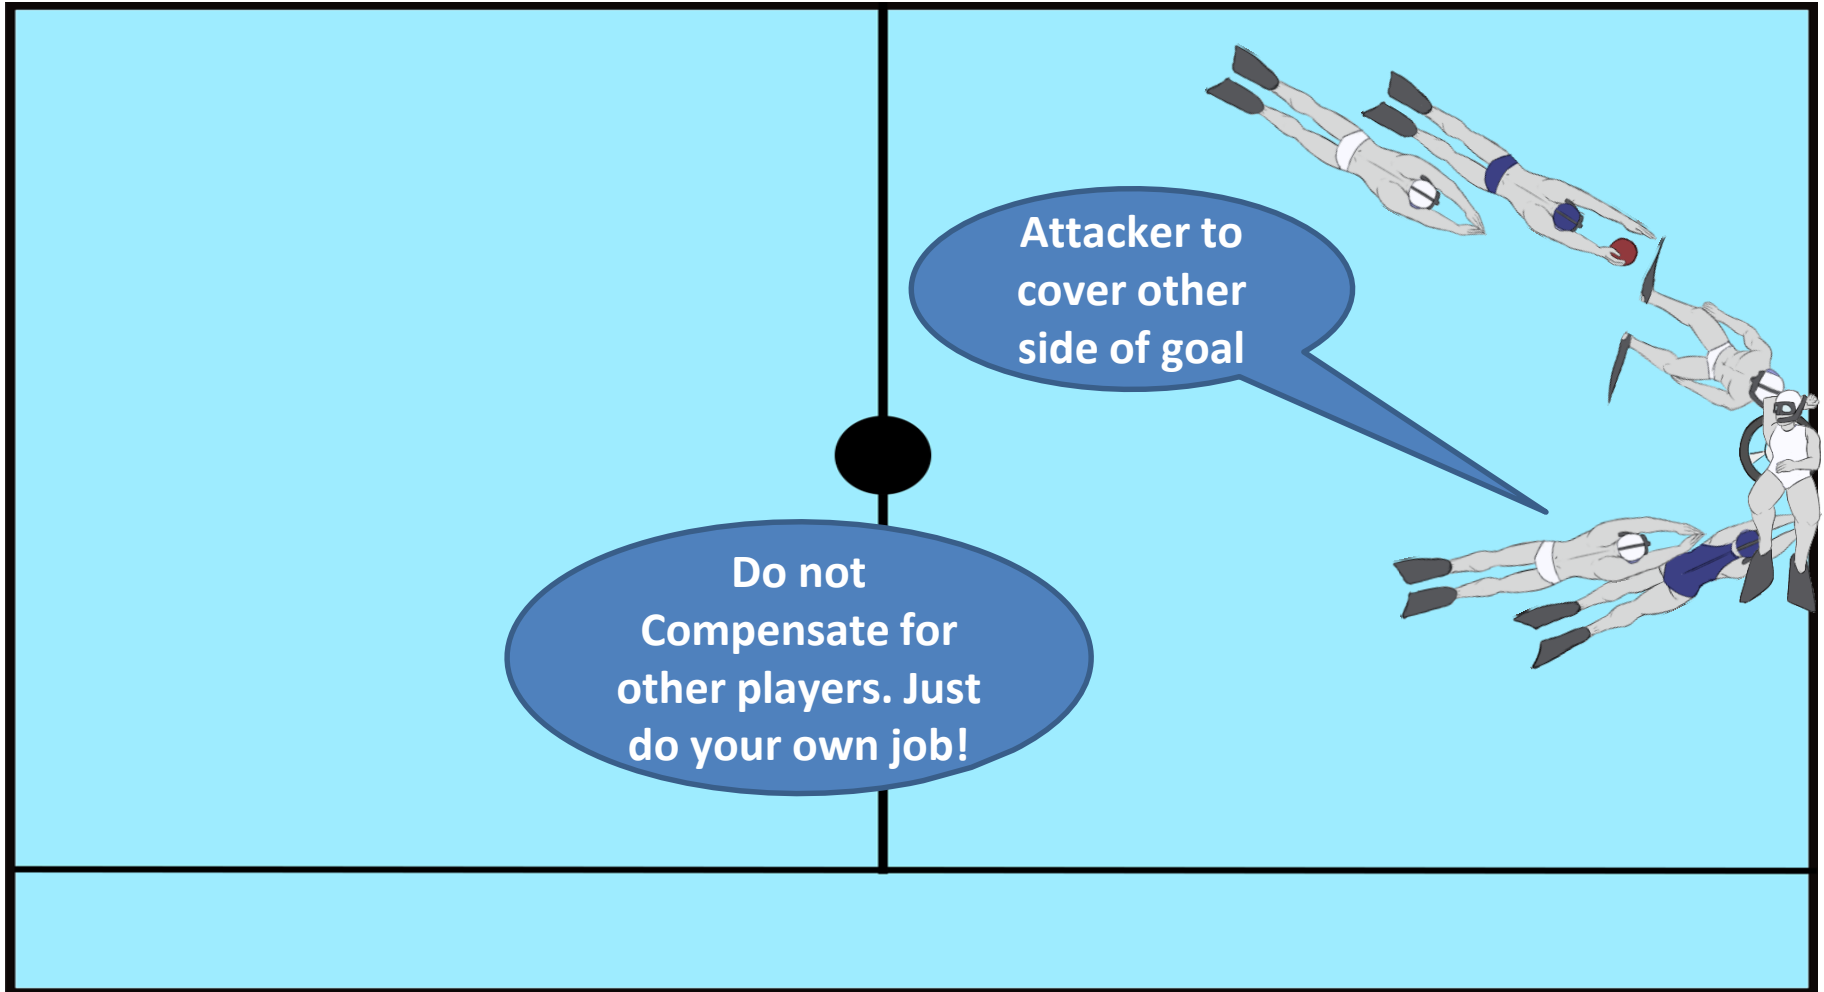 Attacker to
cover other
side of goal
Do not
Compensate for
other players. Just
do your own job!